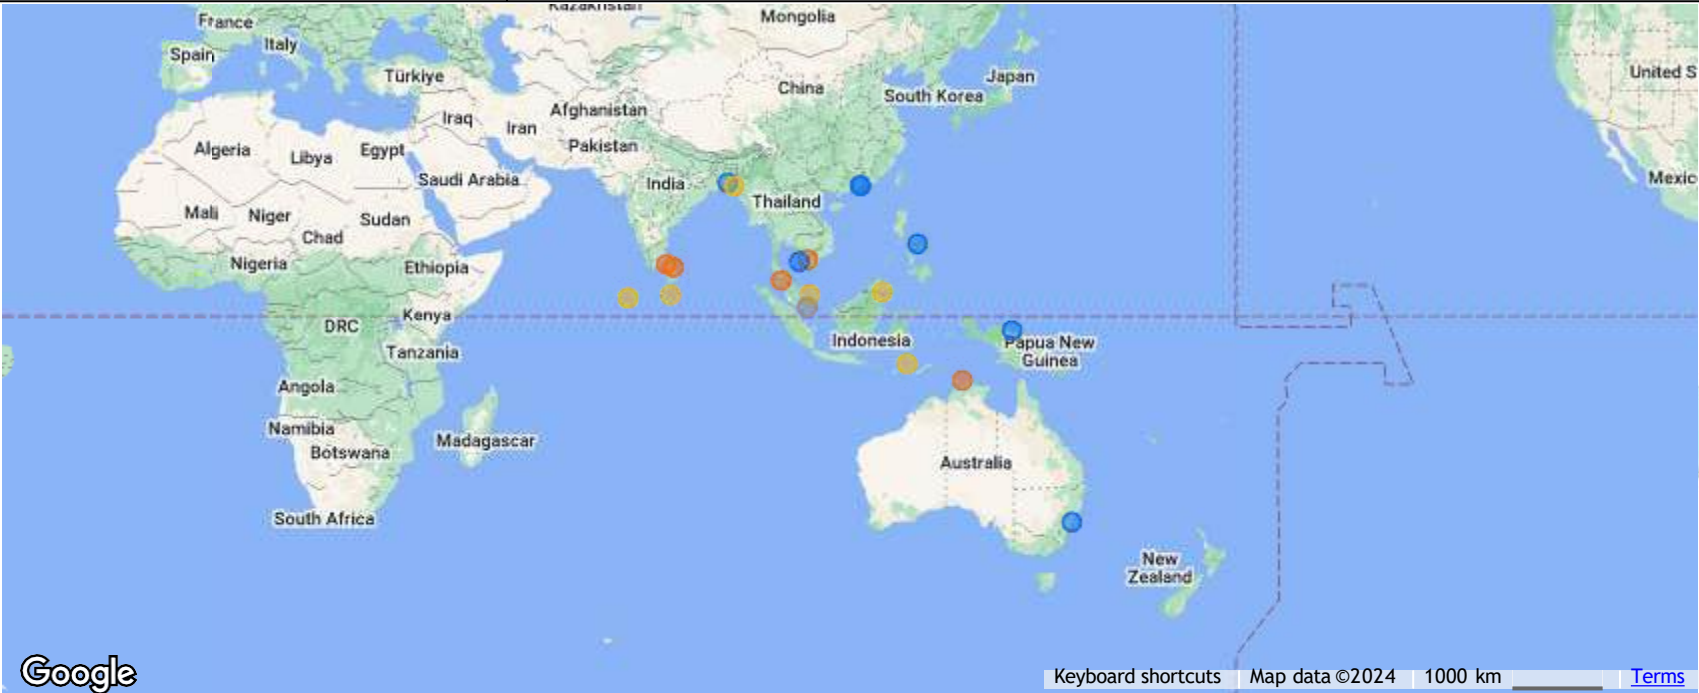 Kazakhstan
France
Mongolia
Italy
Spain
Türkiye
Japan
United S
China
South Korea
Afghanistan
Iraq
Iran
Pakistan
Algeria
Libya
Egypt
Saudi Arabia
India
Mexic
Thailand
Mali
Niger
Sudan
Chad
Nigeria
Ethiopia
Kenya
DRC
Indonesia
Papua New
Guinea
Tanzania
Angola
Namibia
Botswana
Madagascar
Australia
South Africa
New
Zealand
Google
Keyboard shortcuts
Map data ©2024
1000 km
Terms